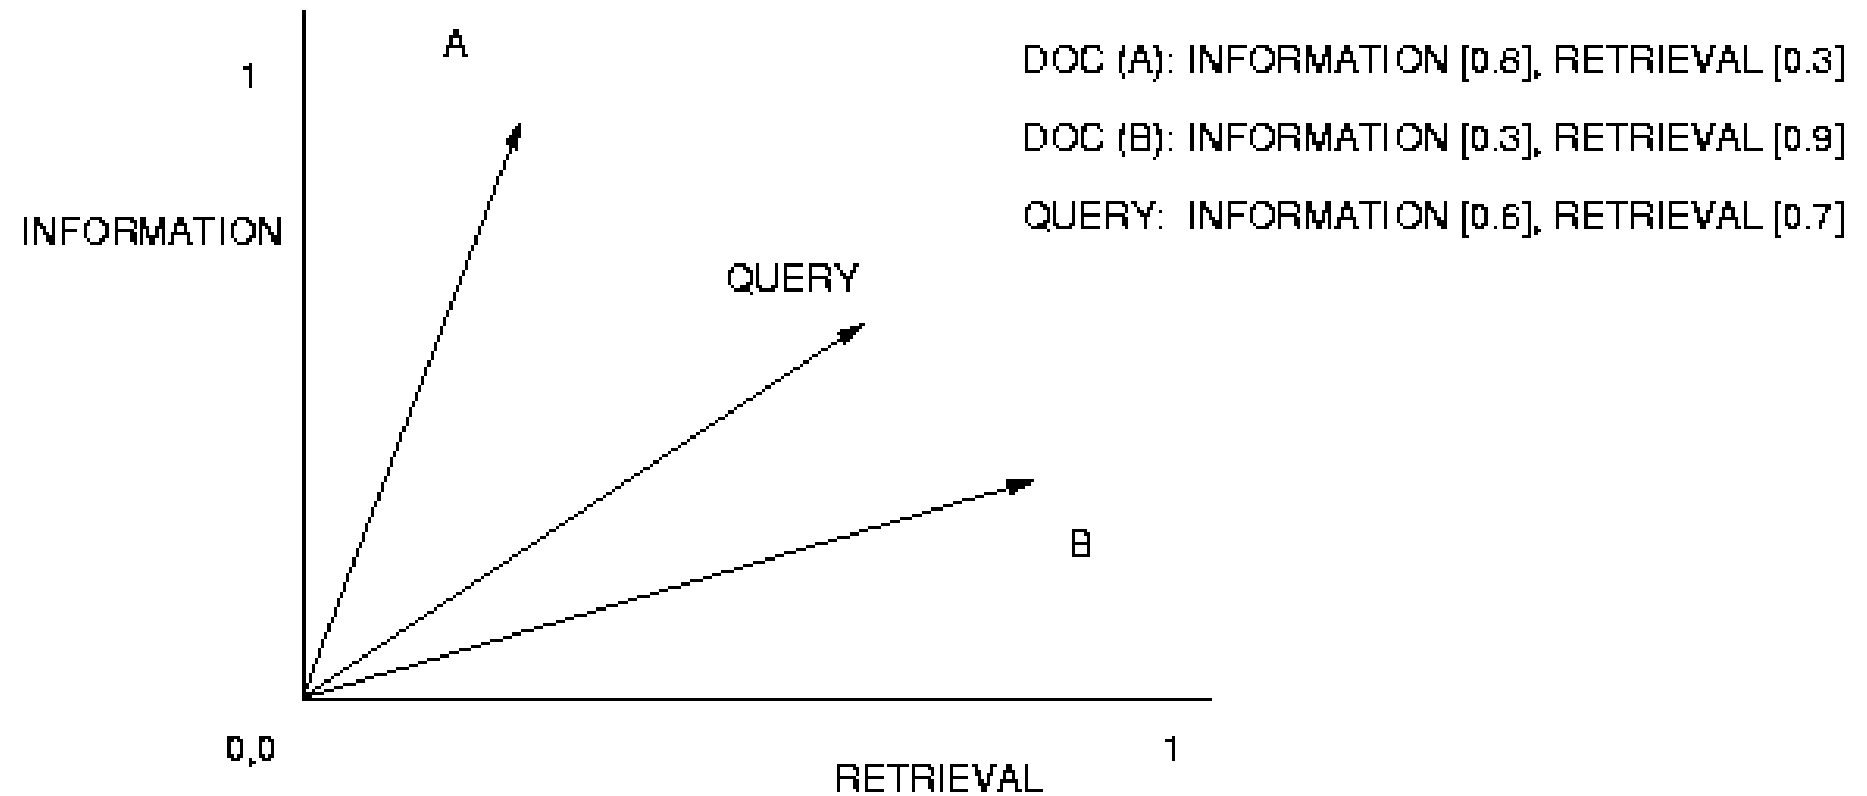 A
1
DOC (A): INFORMATION [0.8], RETRIEVAL [0.3]
DOC (B): INFORMATION [0.3], RETRIEVAL [0.9]
QUERY: INFORMATION [0.6], RETRIEVAL [0.7]
INFORMATION
QUERY
B
0,0
1
RETRIEVAL